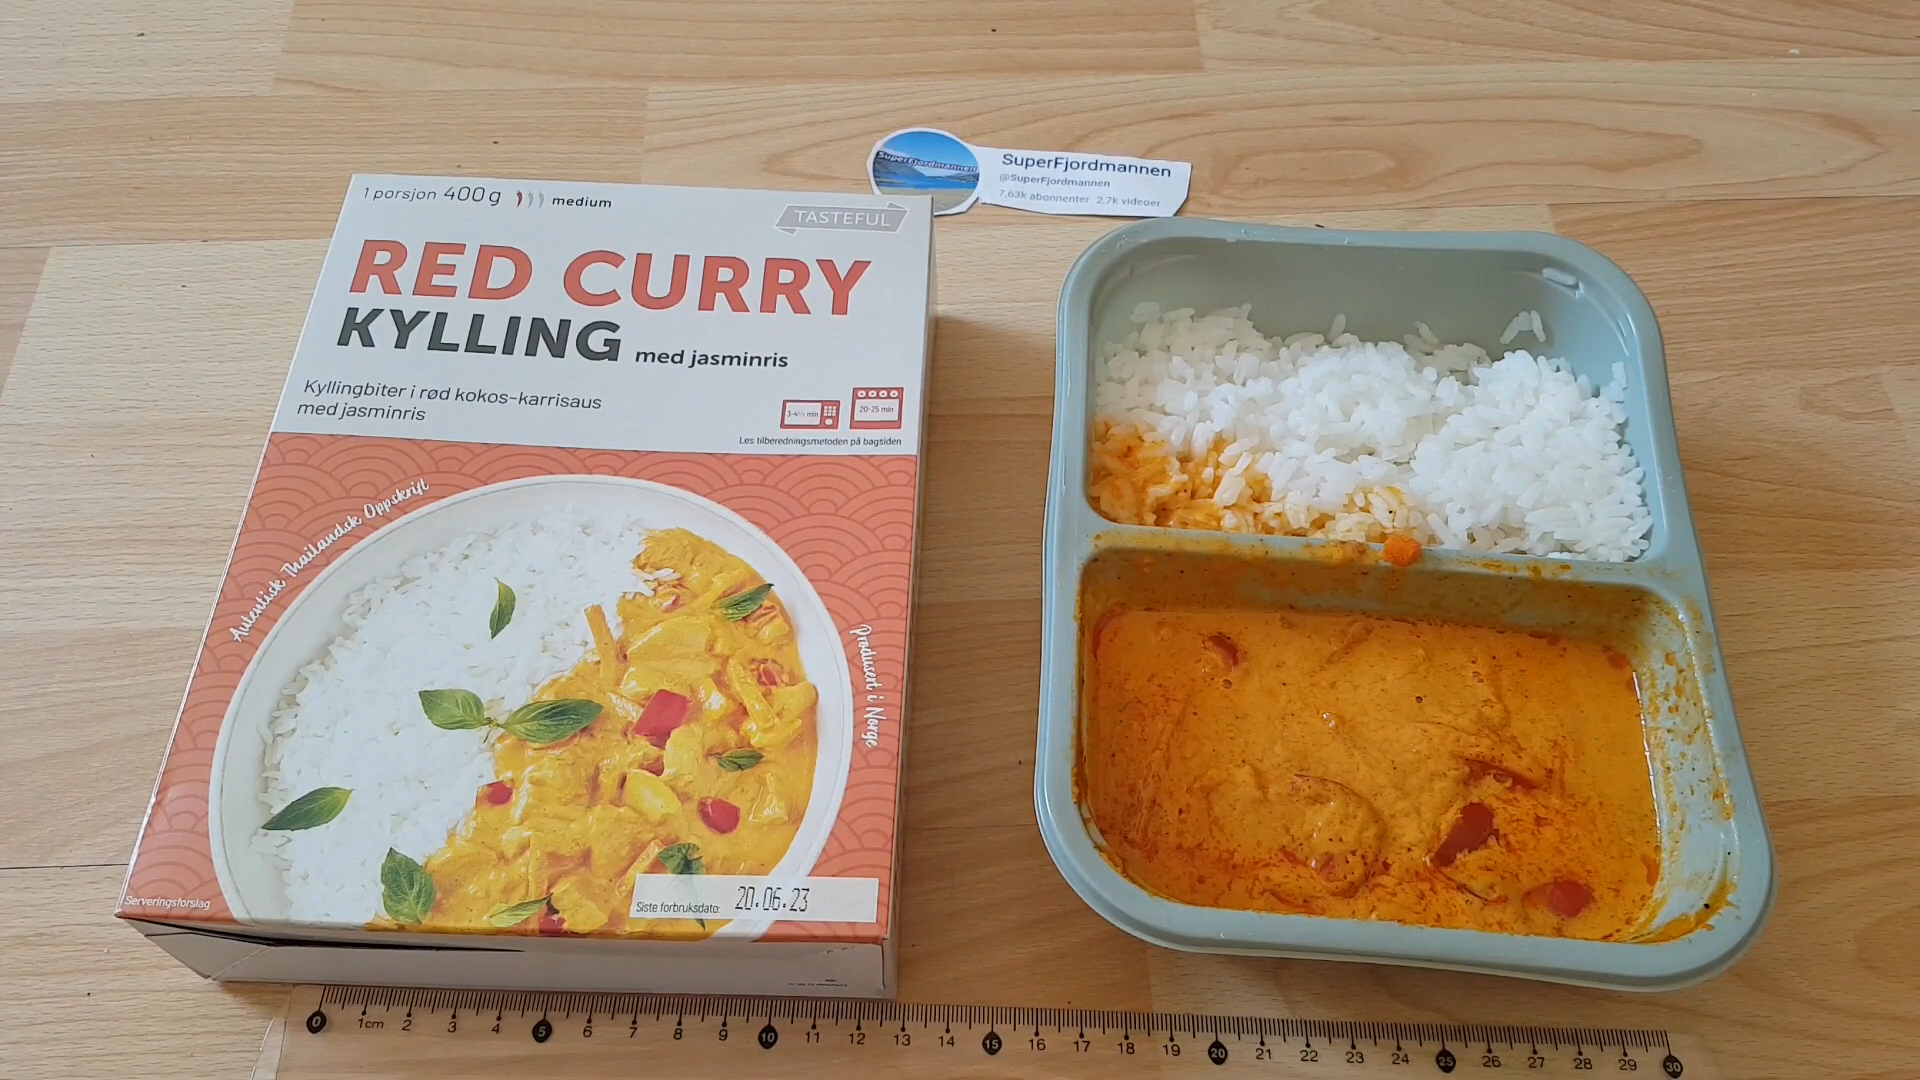 1 porsjon 400 g medium
TASTEFUL
RED CURRY
KYLLING med jasminris
Kyllingbiter i rød kokos-karrisaus
med jasminris
20-25 min
Les tilberedningsmetoden på bagsiden
Autentisk Thailandsk Oppskrift
Produsert i Norge
Serveringsforslag
Siste forbruksdato: 20.06.23
SuperFjordmannen
SuperFjordmannen
@SuperFjordmannen
7,63k abonnenter 2,7k videoer
0 1cm 2 3 4 5 6 7 8 9 10 11 12 13 14 15 16 17 18 19 20 21 22 23 24 25 26 27 28 29 30